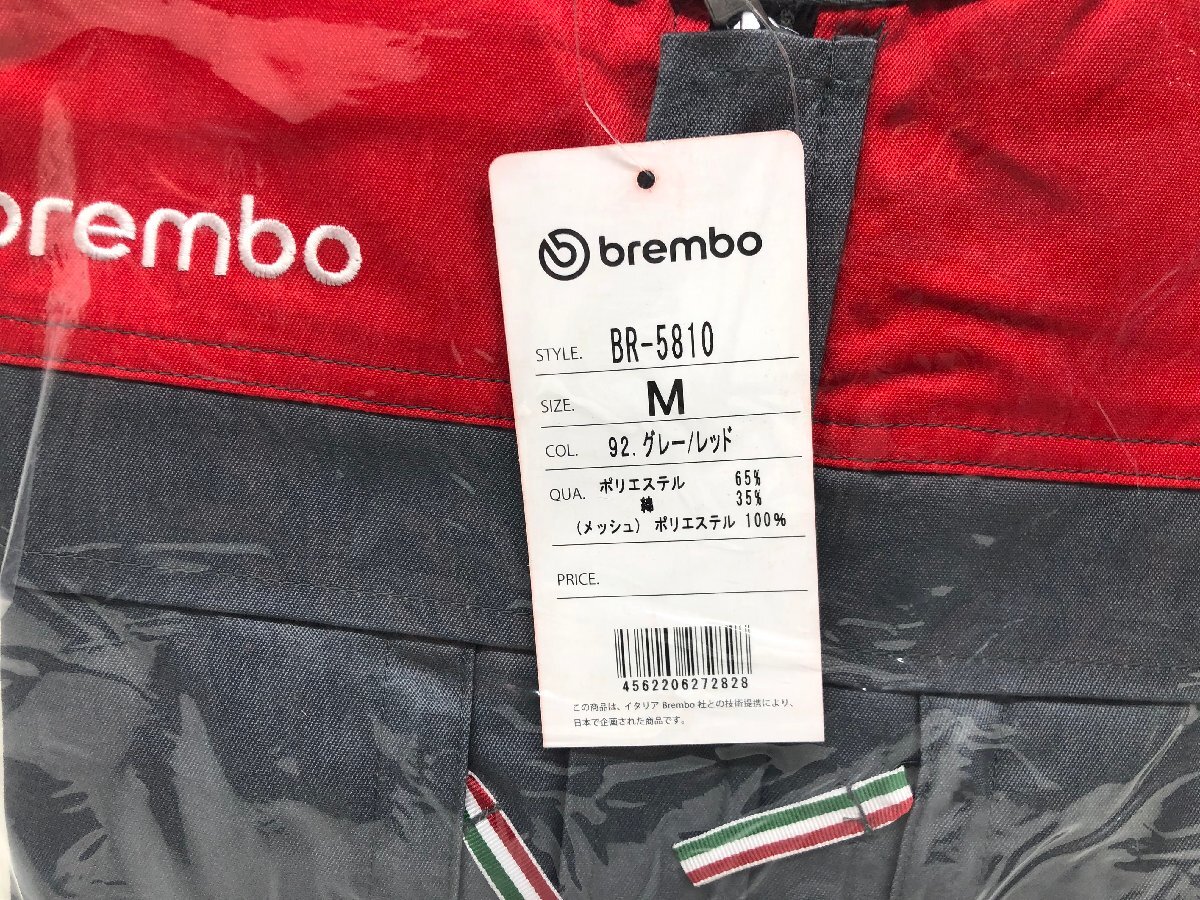 brembo
brembo
STYLE. BR-5810
SIZE. M
COL. 92.グレー/レッド
QUA. ポリエステル 65%
綿 35%
(メッシュ) ポリエステル 100%
PRICE.
4562206272828
この商品は、イタリア Brembo 社との技術提携により、
日本で企画された商品です。